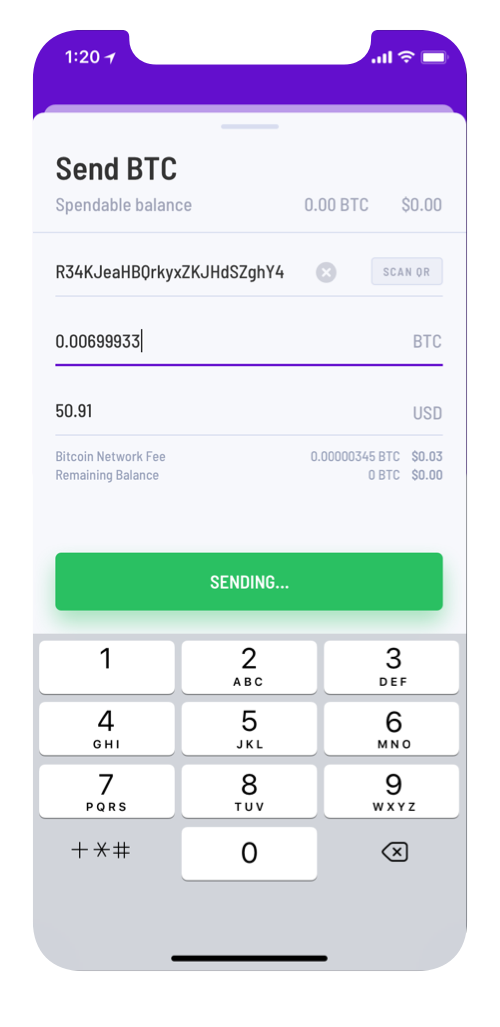 1:20
Send BTC
Spendable balance 0.00 BTC $0.00
R34KJeaHBQrkyxZKJHdSZghY4 SCAN QR
0.00699933 BTC
50.91 USD
Bitcoin Network Fee 0.00000345 BTC $0.03
Remaining Balance 0 BTC $0.00
SENDING...
1 2 3
ABC DEF
4 5 6
GHI JKL MNO
7 8 9
PQRS TUV WXYZ
+*# 0